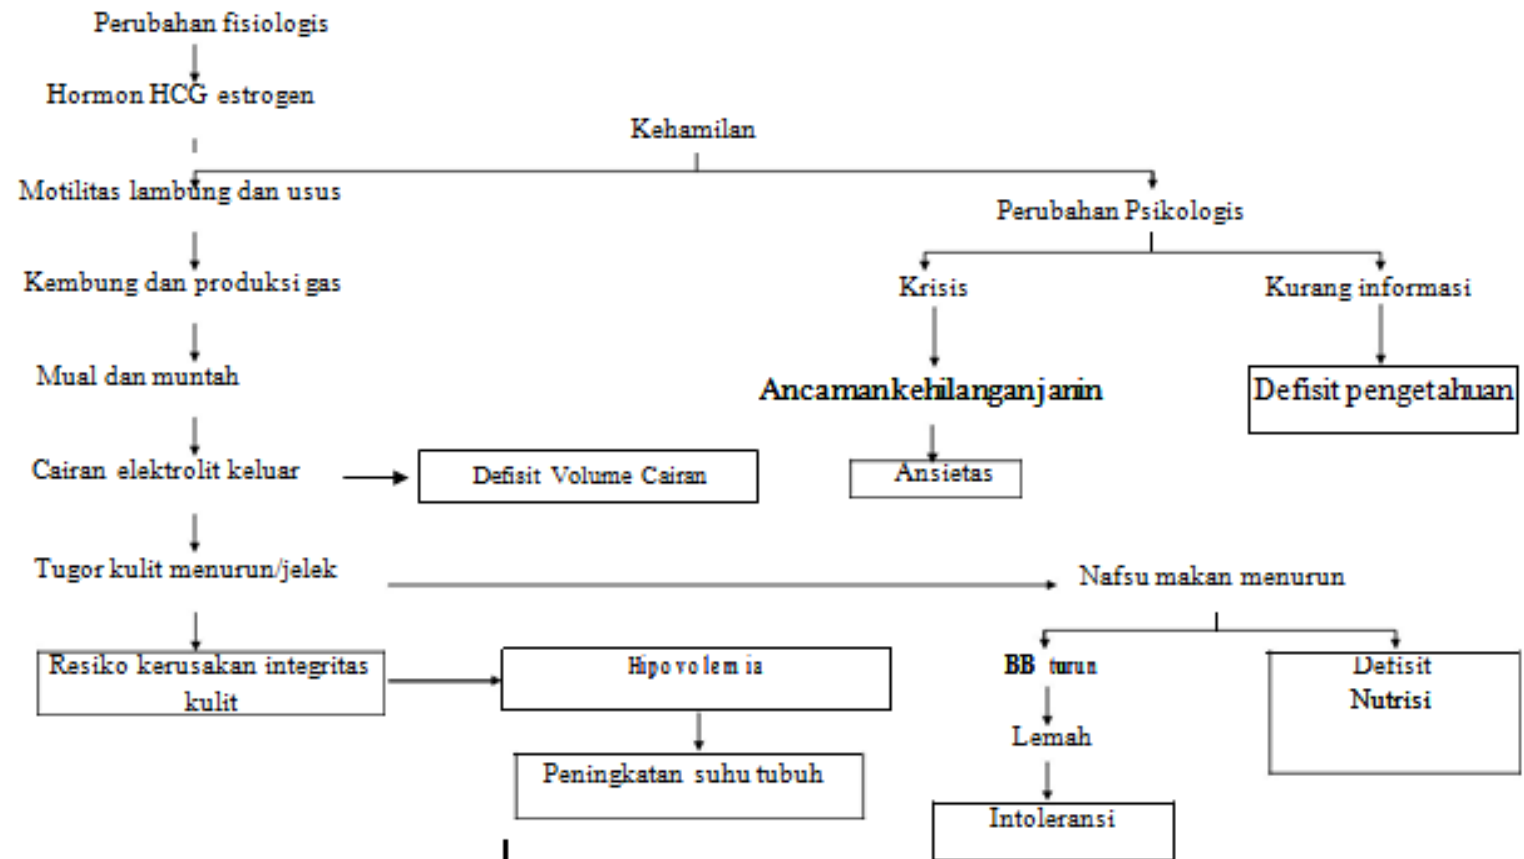 Perubahan fisiologis
Hormon HCG estrogen
Kehamilan
Motilitas lambung dan usus
Perubahan Psikologis
Kembung dan produksi gas
Krisis
Kurang informasi
Mual dan muntah
Ancamankehilanganjanin
Defisit pengetahuan
Cairan elektrolit keluar
Defisit Volume Cairan
Ansietas
Tugor kulit menurun/jelek
Nafsu makan menurun
Resiko kerusakan integritas
kulit
Hipovolemia
BB turun
Defisit
Nutrisi
Lemah
Peningkatan suhu tubuh
Intoleransi